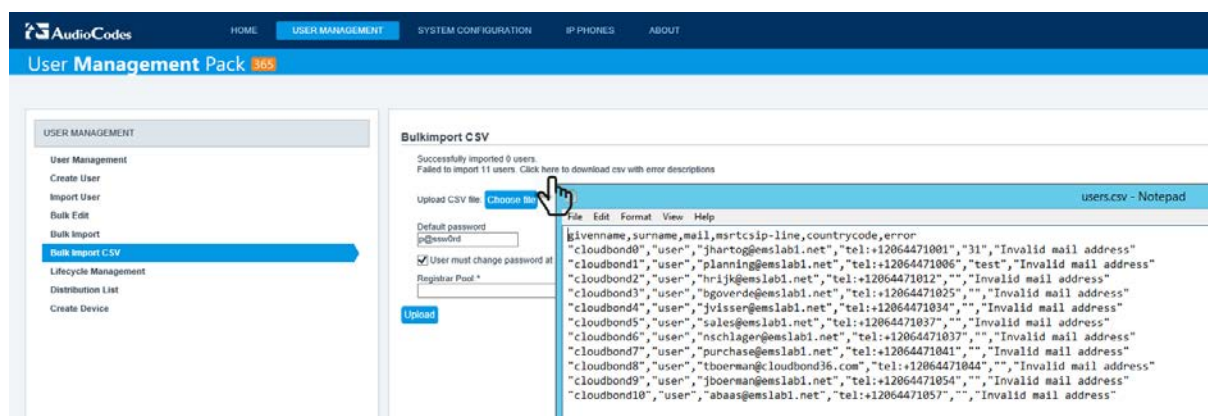 AudioCodes
HOME USER MANAGEMENT SYSTEM CONFIGURATION IP PHONES ABOUT
User Management Pack 365
USER MANAGEMENT
User Management
Create User
Import User
Bulk Edit
Bulk Import
Bulk Import CSV
Lifecycle Management
Distribution List
Create Device
Bulkimport CSV
Successfully imported 0 users.
Failed to import 11 users. Click here to download csv with error descriptions
Upload CSV file: Choose file
Default password
p@ssw0rd
User must change password at
Registrar Pool *
Upload
users.csv - Notepad
File Edit Format View Help
givenname,surname,mail,msrtcsip-line,countrycode,error
"cloudbond0","user","jhartog@emslab1.net","tel:+12064471001","31","Invalid mail address"
"cloudbond1","user","planning@emslab1.net","tel:+12064471006","test","Invalid mail address"
"cloudbond2","user","hrijk@emslab1.net","tel:+12064471012","","Invalid mail address"
"cloudbond3","user","bgoverde@emslab1.net","tel:+12064471025","","Invalid mail address"
"cloudbond4","user","jvisser@emslab1.net","tel:+12064471034","","Invalid mail address"
"cloudbond5","user","sales@emslab1.net","tel:+12064471037","","Invalid mail address"
"cloudbond6","user","nschlager@emslab1.net","tel:+12064471037","","Invalid mail address"
"cloudbond7","user","purchase@emslab1.net","tel:+12064471041","","Invalid mail address"
"cloudbond8","user","tboerman@cloudbond36.com","tel:+12064471044","","Invalid mail address"
"cloudbond9","user","jboerman@emslab1.net","tel:+12064471054","","Invalid mail address"
"cloudbond10","user","abaas@emslab1.net","tel:+12064471057","","Invalid mail address"